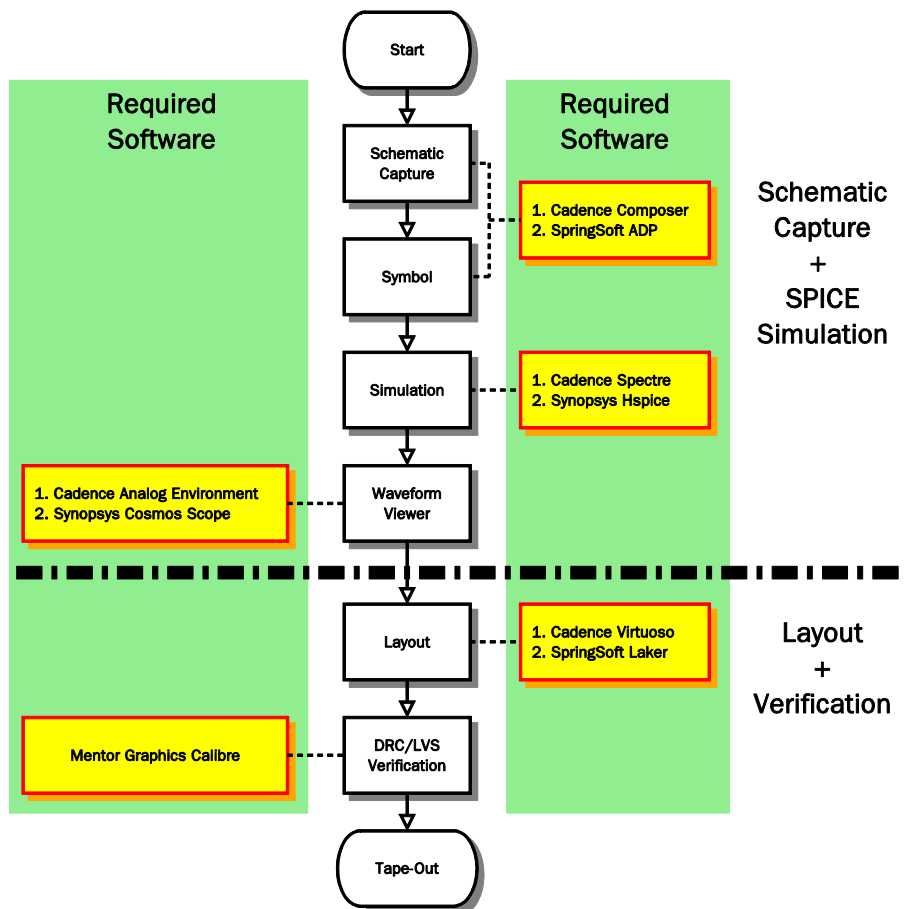 Start
Required
Software
Required
Software
Schematic
Capture
1. Cadence Composer
2. SpringSoft ADP
Schematic
Capture
+
SPICE
Simulation
Symbol
Simulation
1. Cadence Spectre
2. Synopsys Hspice
1. Cadence Analog Environment
2. Synopsys Cosmos Scope
Waveform
Viewer
Layout
1. Cadence Virtuoso
2. SpringSoft Laker
Layout
+
Verification
Mentor Graphics Calibre
DRC/LVS
Verification
Tape-Out